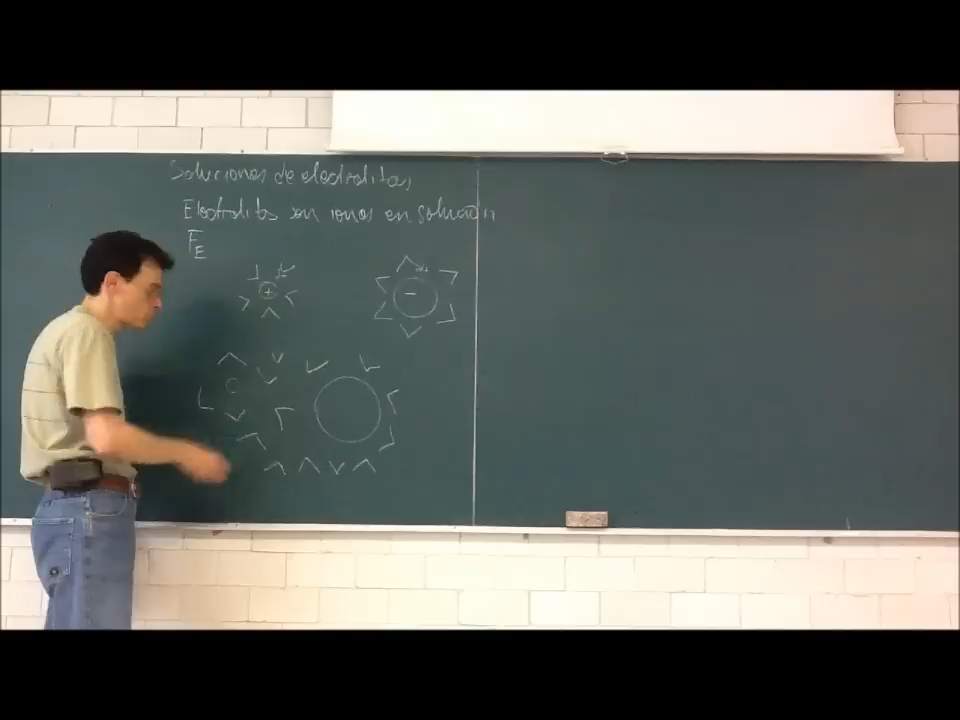 Soluciones de electrolitos
Electrolitos son iones en solución
F_E
+
-